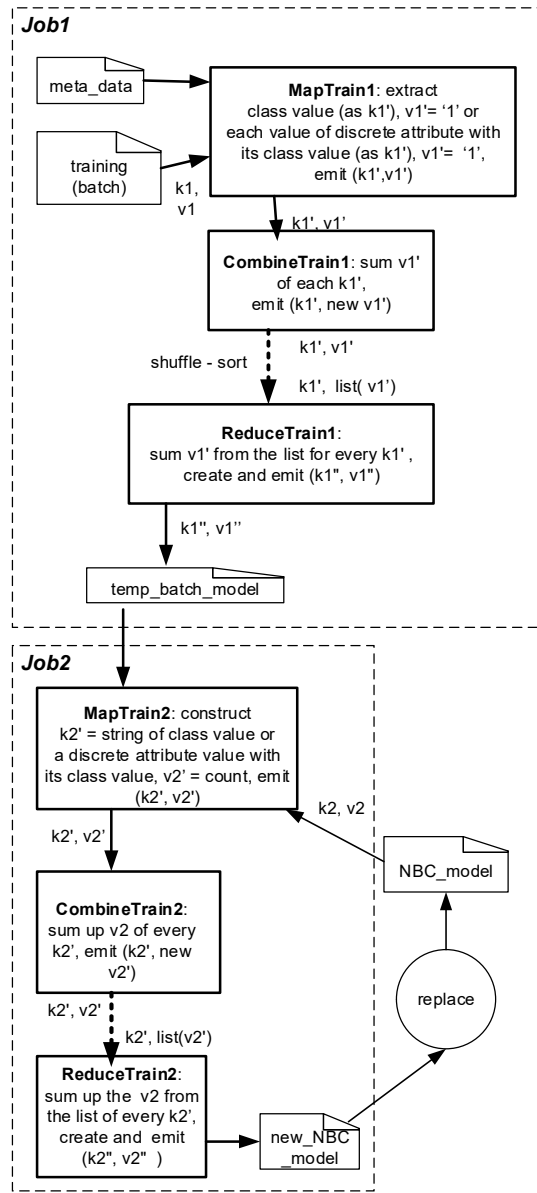 Job1
meta_data
MapTrain1: extract
class value (as k1'), v1'= ‘1’ or
each value of discrete attribute with
its class value (as k1'), v1'= ‘1’,
emit (k1',v1')
training
(batch)
k1,
v1
k1', v1’
CombineTrain1: sum v1'
of each k1',
emit (k1', new v1')
k1', v1'
shuffle - sort
k1', list( v1’)
ReduceTrain1:
sum v1' from the list for every k1' ,
create and emit (k1", v1")
k1", v1’’
temp_batch_model
Job2
MapTrain2: construct
k2' = string of class value or
a discrete attribute value with
its class value, v2’ = count, emit
(k2', v2')
k2, v2
k2', v2’
NBC_model
CombineTrain2:
sum up v2 of every
k2’, emit (k2', new
v2')
replace
k2', v2'
k2', list(v2')
ReduceTrain2:
sum up the v2 from
the list of every k2’,
create and emit
(k2", v2" )
new_NBC
_model